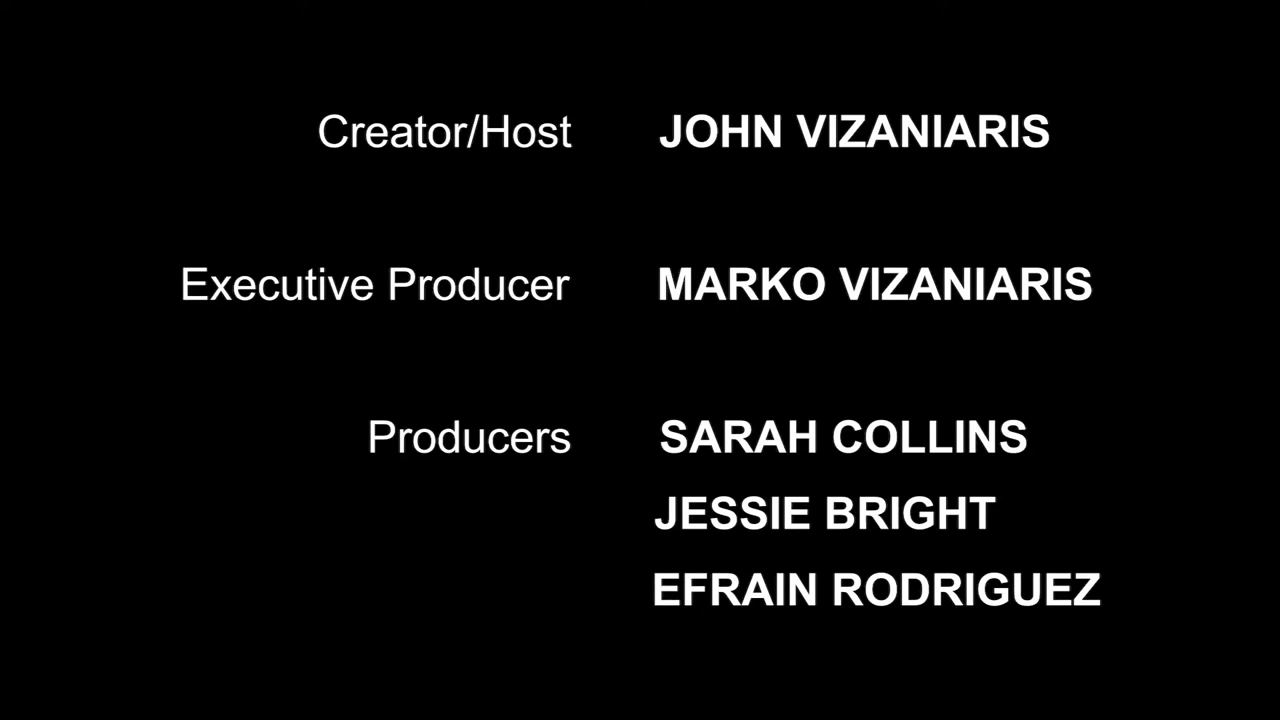 Creator/Host JOHN VIZANIARIS
Executive Producer MARKO VIZANIARIS
Producers SARAH COLLINS
JESSIE BRIGHT
EFRAIN RODRIGUEZ